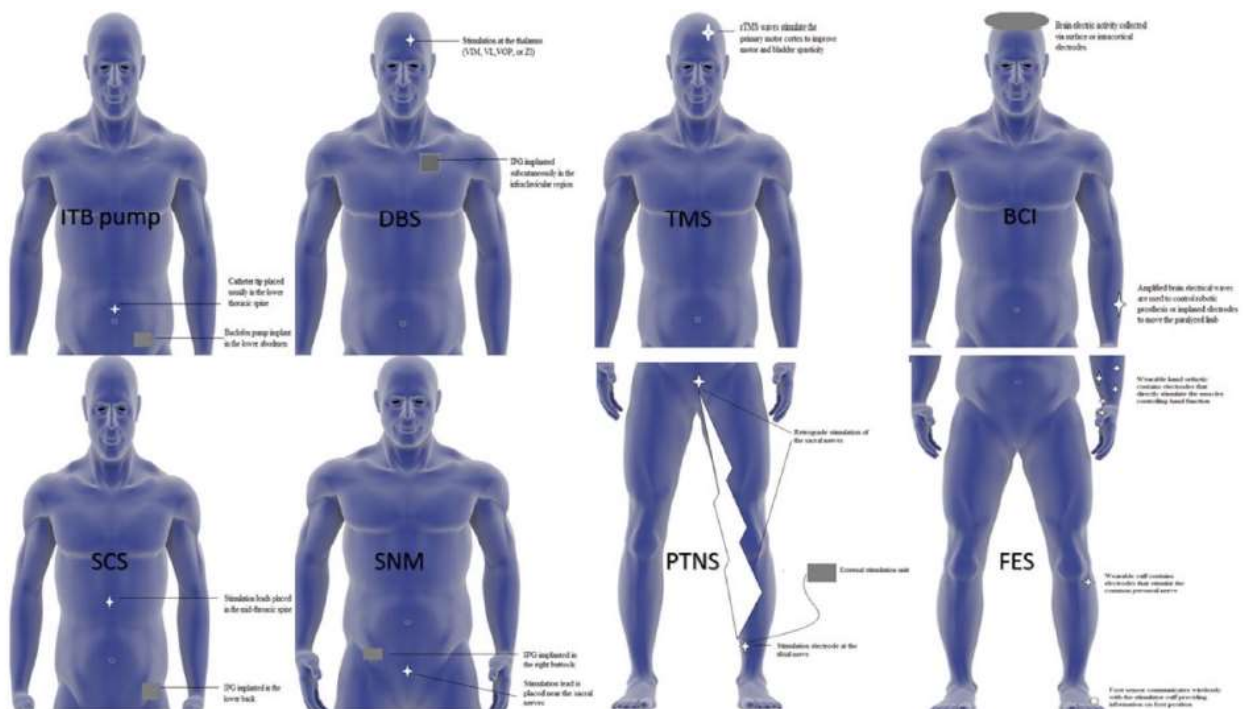 Stimulation at the thalamus
(VIM, VL,VOP, or ZI)
IPG implanted
subcutaneously in the
infraclavicular region
rTMS waves stimulate the
primary motor cortex to improve
motor and bladder spasticity
Brain electric activity collected
via surface or intracortical
electrodes
ITB pump
DBS
TMS
BCI
Catheter tip placed
usually in the lower
thoracic spine
Baclofen pump implant
in the lower abdomen
Amplified brain electrical waves
are used to control robotic
prosthesis or implanted electrodes
to move the paralyzed limb
SCS
Stimulation leads placed
in the mid-thoracic spine
IPG implanted in the
lower back
SNM
IPG implanted in
the right buttock
Stimulation lead is
placed near the sacral
nerves
PTNS
Retrograde stimulation of
the sacral nerves
External stimulation unit
Stimulation electrode at the
tibial nerve
FES
Wearable hand orthotic
contains electrodes that
directly stimulate the muscles
controlling hand function
Wearable cuff contains
electrodes that stimulate the
common peroneal nerve
Foot sensor communicates wirelessly
with the stimulation cuff providing
information on foot position